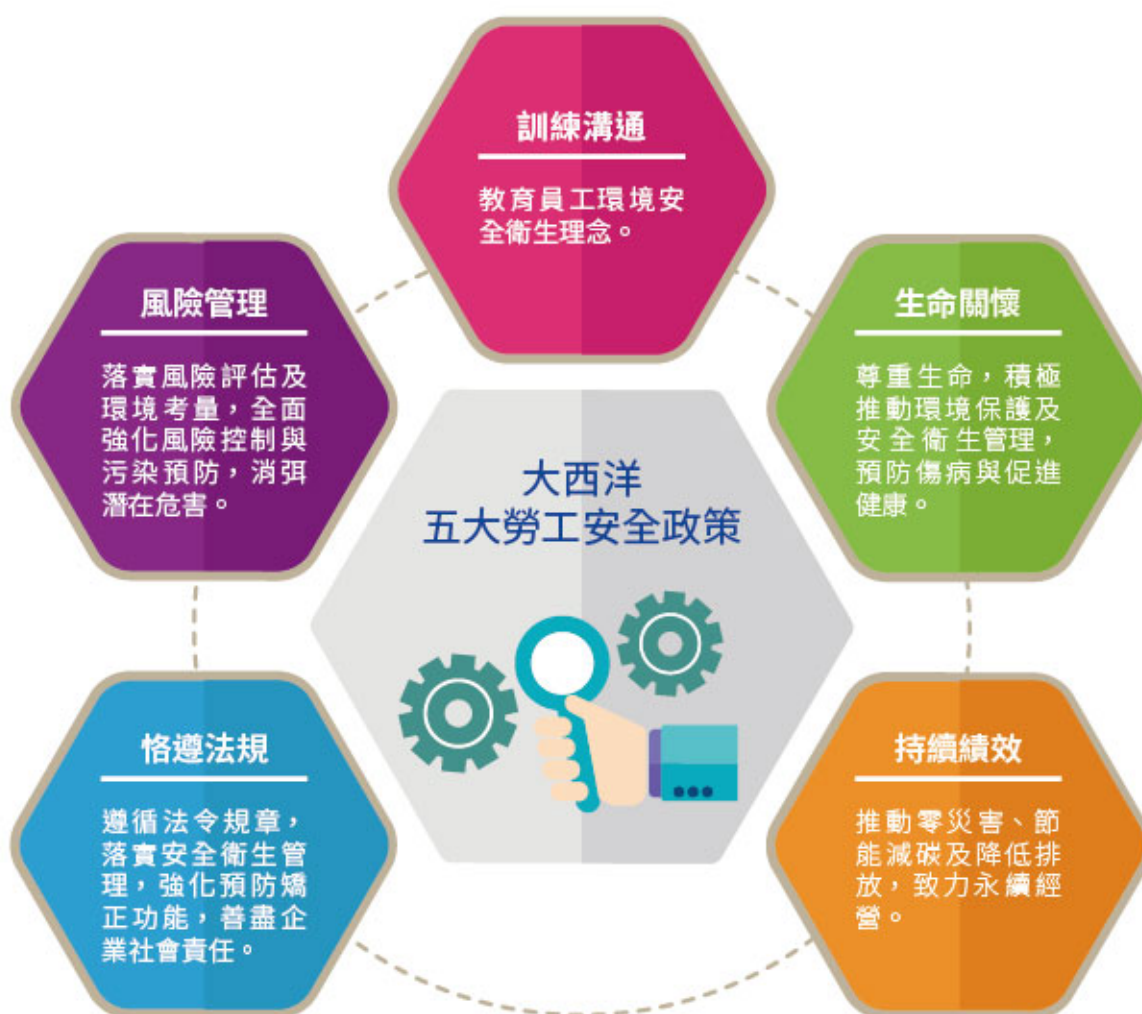 訓練溝通
教育員工環境安
全衛生理念。
風險管理
落實風險評估及
環境考量，全面
強化風險控制與
污染預防，消弭
潛在危害。
生命關懷
尊重生命，積極
推動環境保護及
安全衛生管理，
預防傷病與促進
健康。
大西洋
五大勞工安全政策
恪遵法規
遵循法令規章，
落實安全衛生管
理，強化預防矯
正功能，善盡企
業社會責任。
持續績效
推動零災害、節
能減碳及降低排
放，致力永續經
營。